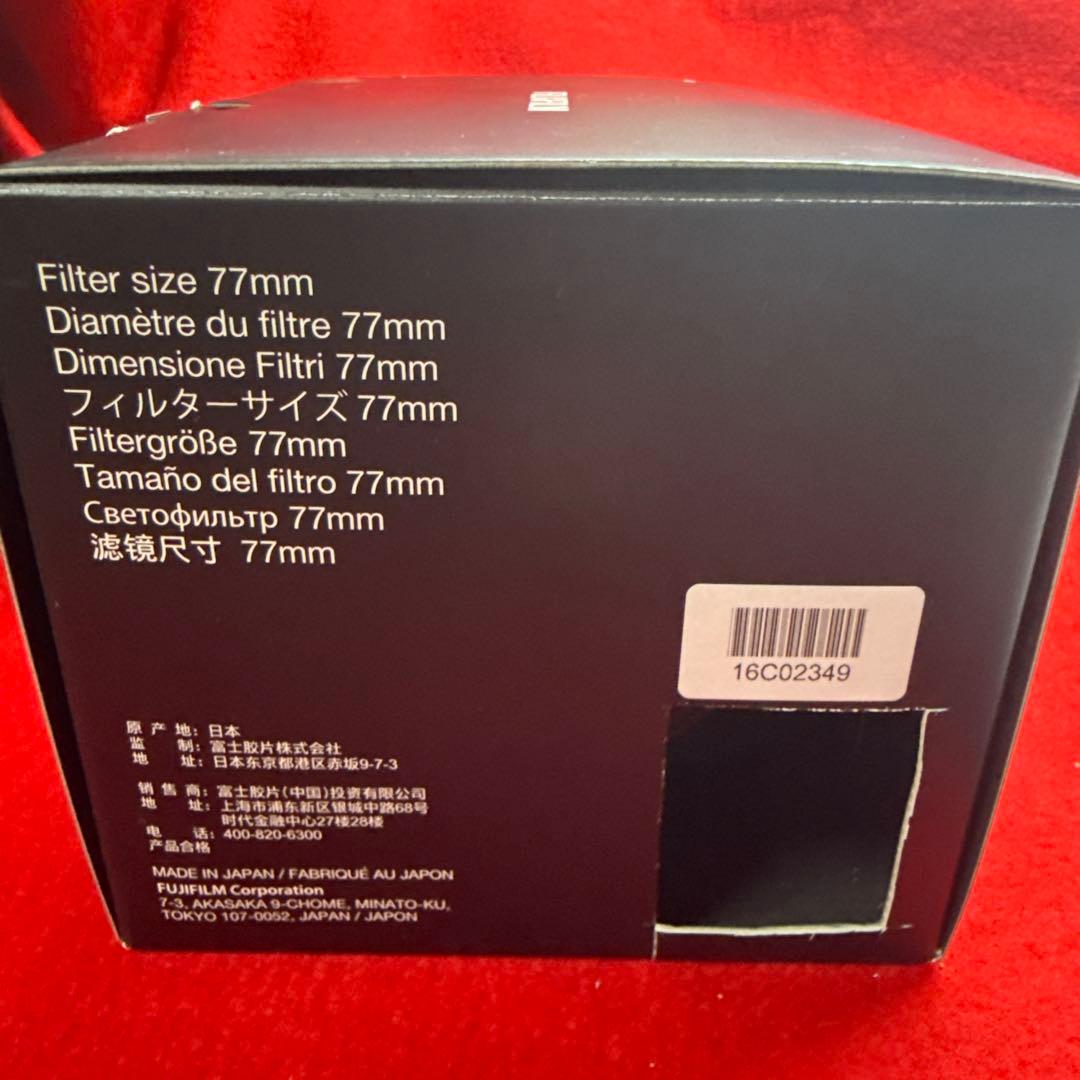 Filter size 77mm
Diamètre du filtre 77mm
Dimensione Filtri 77mm
フィルターサイズ 77mm
Filtergröße 77mm
Tamaño del filtro 77mm
Светофильтр 77mm
滤镜尺寸 77mm
16C02349
原 产 地: 日本
监 制: 富士胶片株式会社
地 址: 日本东京都港区赤坂9-7-3
销 售 商: 富士胶片(中国)投资有限公司
地 址: 上海市浦东新区银城中路68号
时代金融中心27楼28楼
电 话: 400-820-6300
产品合格
MADE IN JAPAN / FABRIQUÉ AU JAPON
FUJIFILM Corporation
7-3, AKASAKA 9-CHOME, MINATO-KU,
TOKYO 107-0052, JAPAN / JAPON